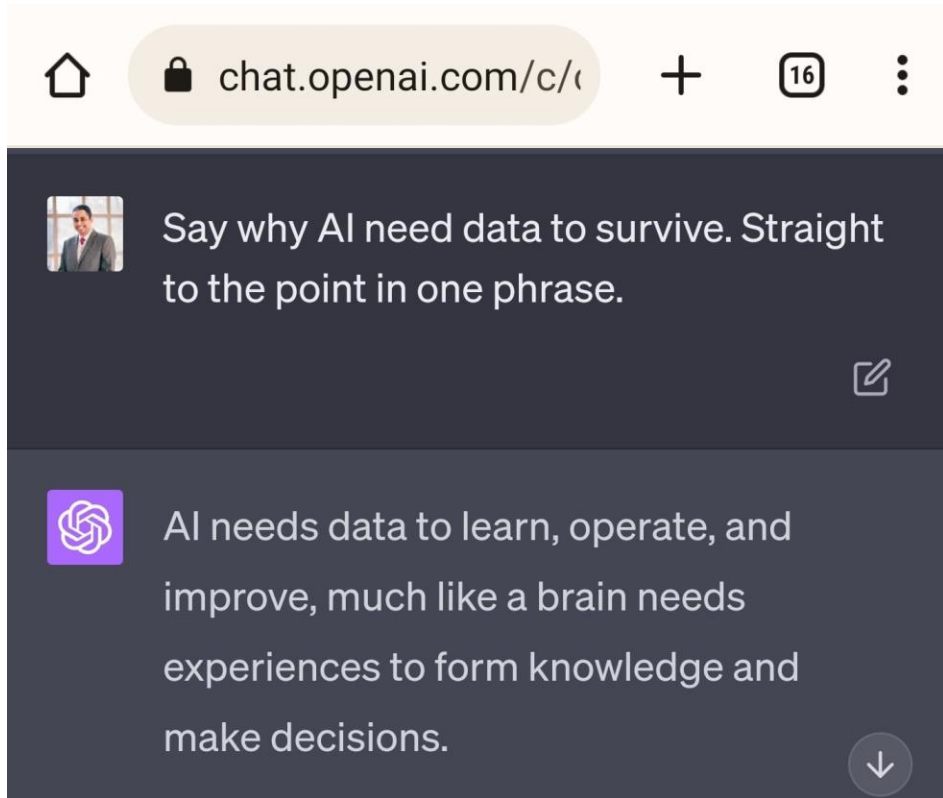 chat.openai.com/c/
16
Say why AI need data to survive. Straight
to the point in one phrase.
AI needs data to learn, operate, and
improve, much like a brain needs
experiences to form knowledge and
make decisions.